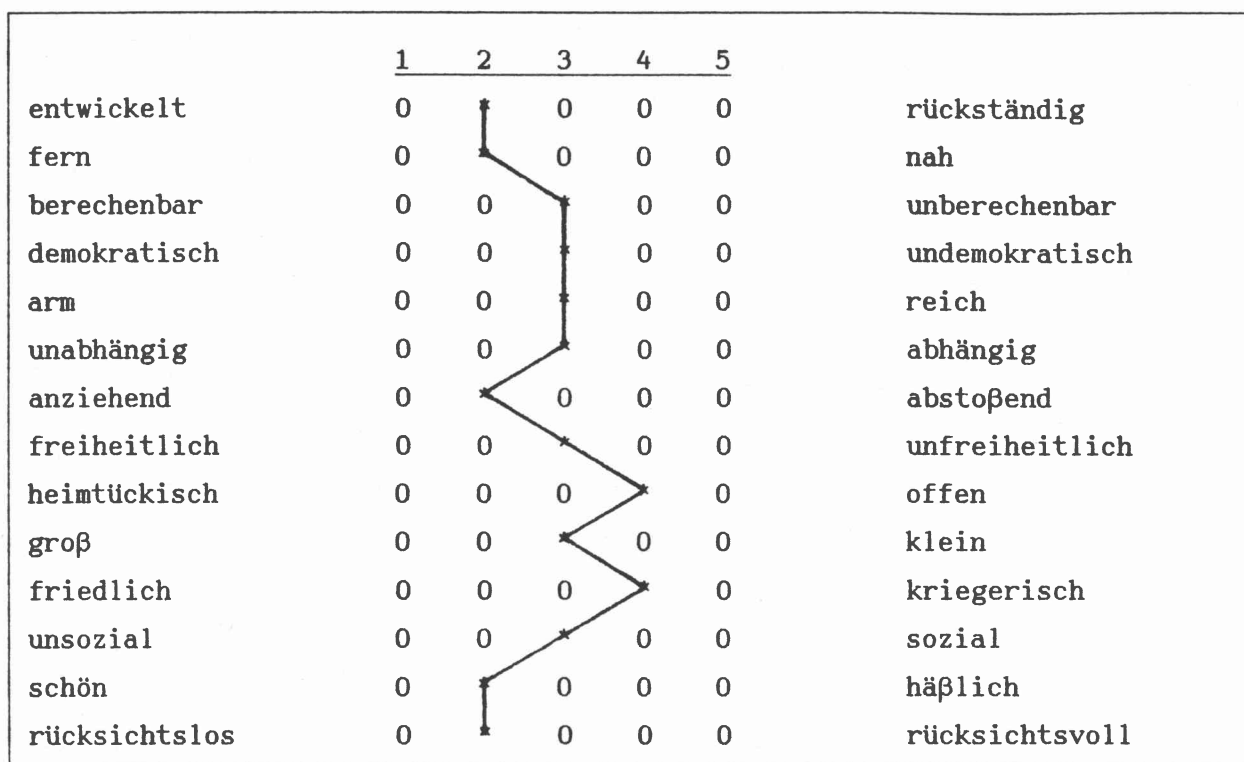 1 2 3 4 5
entwickelt 0 * 0 0 0 rückständig
fern 0 * 0 0 0 nah
berechenbar 0 0 * 0 0 unberechenbar
demokratisch 0 0 * 0 0 undemokratisch
arm 0 0 * 0 0 reich
unabhängig 0 0 * 0 0 abhängig
anziehend 0 * 0 0 0 abstoßend
freiheitlich 0 0 * 0 0 unfreiheitlich
heimtückisch 0 0 0 * 0 offen
groß 0 0 * 0 0 klein
friedlich 0 0 0 * 0 kriegerisch
unsozial 0 0 * 0 0 sozial
schön 0 * 0 0 0 häßlich
rücksichtslos 0 * 0 0 0 rücksichtsvoll